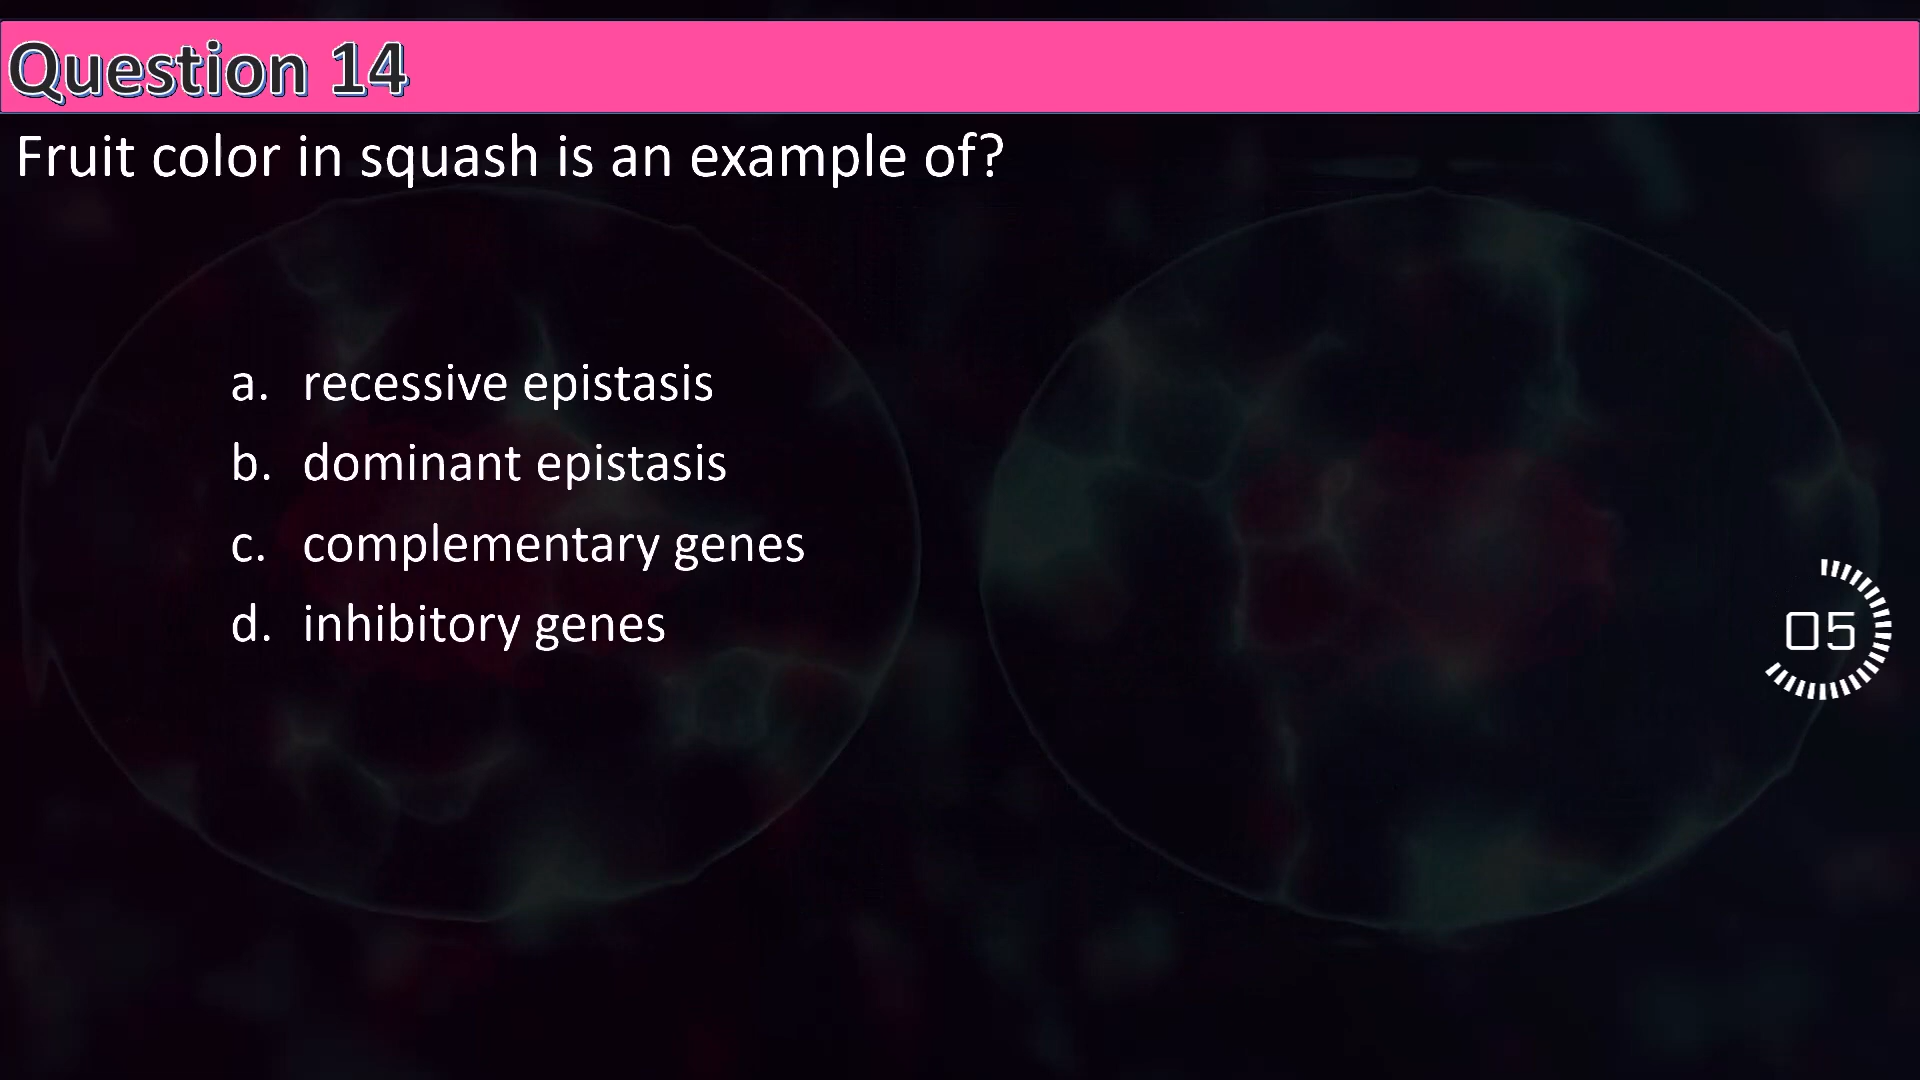 Question 14
Fruit color in squash is an example of?
a. recessive epistasis
b. dominant epistasis
c. complementary genes
d. inhibitory genes
05